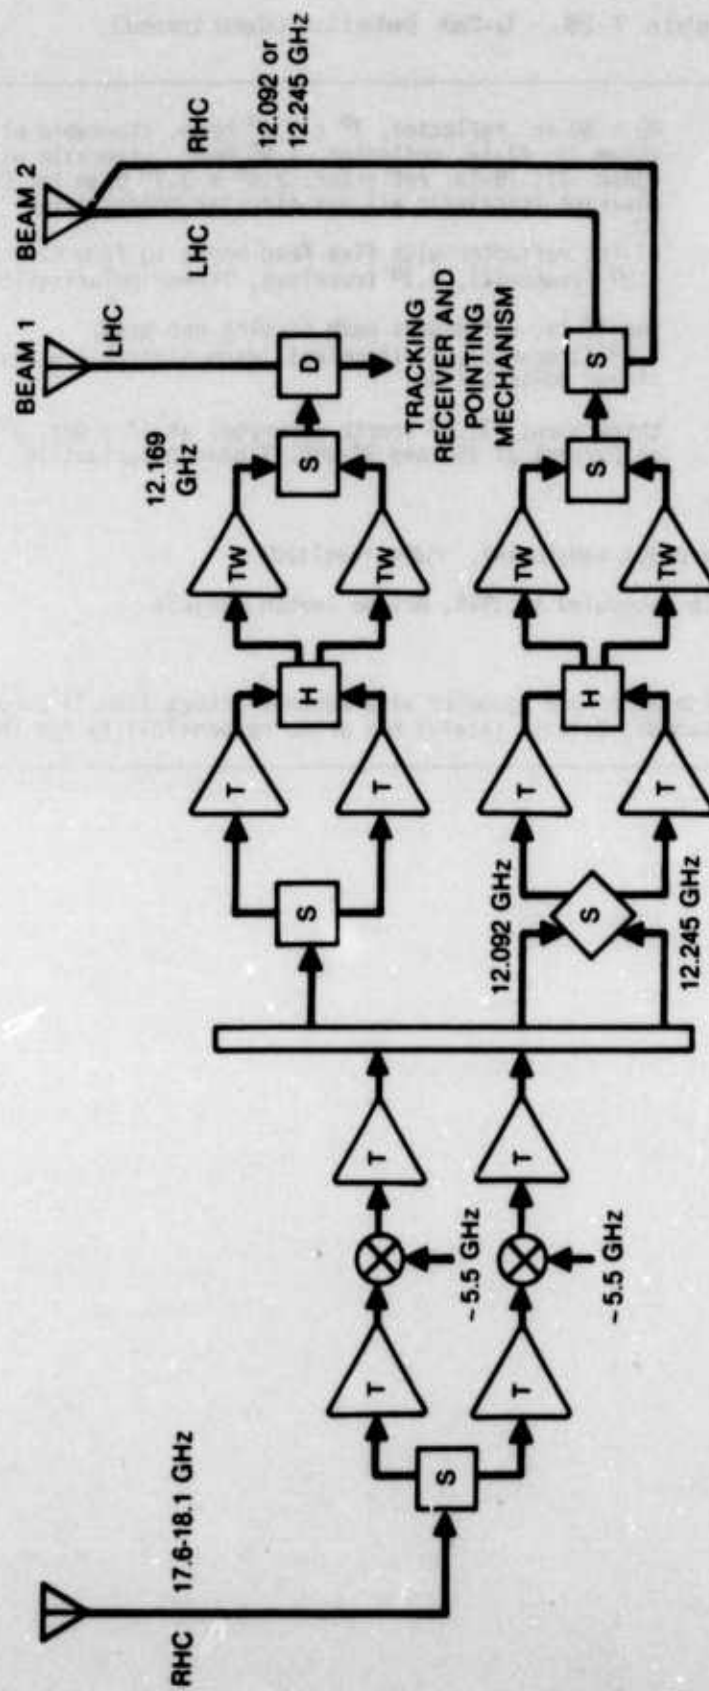 BEAM 1
BEAM 2
RHC
17.6-18.1 GHz
LHC
LHC
RHC
12.092 or
12.245 GHz
12.169
GHz
T
T
TW
S
S
H
D
T
T
TW
TRACKING
RECEIVER AND
POINTING
MECHANISM
S
~5.5 GHz
T
T
12.092 GHz
T
TW
S
H
S
S
~5.5 GHz
12.245 GHz
T
TW